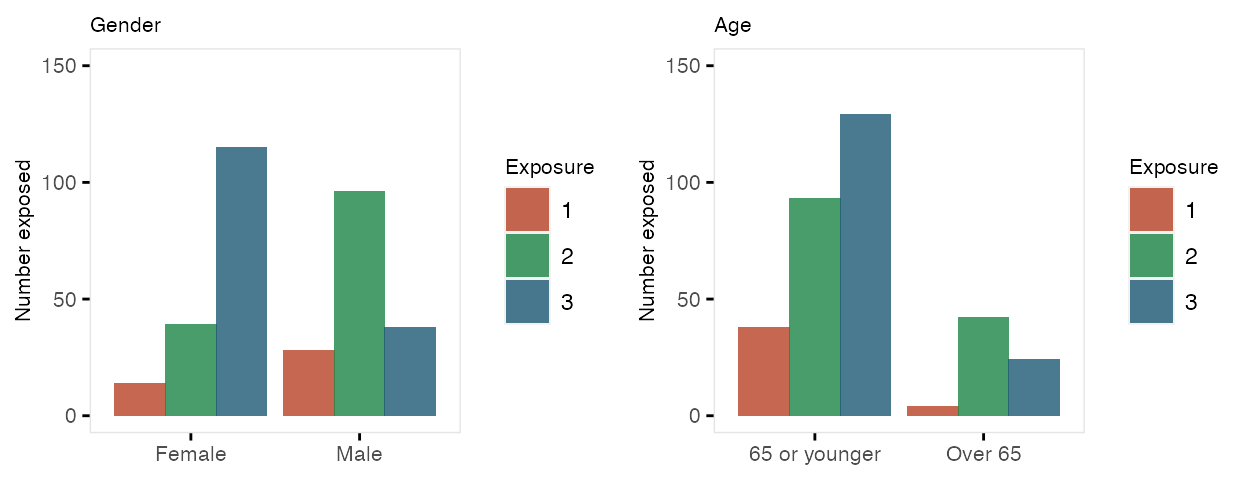 Gender
150
100
50
0
Number exposed
Female Male
Exposure
1
2
3
Age
150
100
50
0
Number exposed
65 or younger Over 65
Exposure
1
2
3